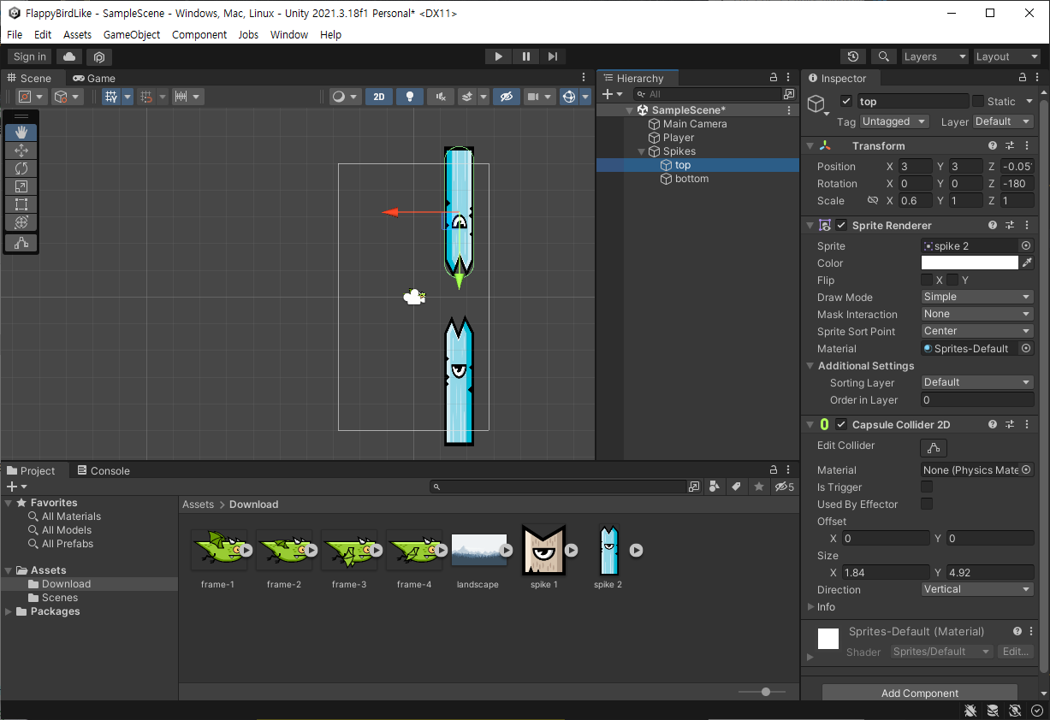 FlappyBirdLike - SampleScene - Windows, Mac, Linux - Unity 2021.3.18f1 Personal* <DX11>
File Edit Assets GameObject Component Jobs Window Help
Sign in
Layers Layout
Scene Game
2D
Hierarchy
All
SampleScene*
Main Camera
Player
Spikes
top
bottom
Inspector
top Static
Tag Untagged Layer Default
Transform
Position X 3 Y 3 Z -0.05
Rotation X 0 Y 0 Z -180
Scale X 0.6 Y 1 Z 1
Sprite Renderer
Sprite spike 2
Color
Flip X Y
Draw Mode Simple
Mask Interaction None
Sprite Sort Point Center
Material Sprites-Default
Additional Settings
Sorting Layer Default
Order in Layer 0
Capsule Collider 2D
Edit Collider
Material None (Physics Mate
Is Trigger
Used By Effector
Offset
X 0 Y 0
Size
X 1.84 Y 4.92
Direction Vertical
Info
Sprites-Default (Material)
Shader Sprites/Default Edit...
Add Component
Project Console
5
Favorites
All Materials
All Models
All Prefabs
Assets
Download
Scenes
Packages
Assets > Download
frame-1 frame-2 frame-3 frame-4 landscape spike 1 spike 2